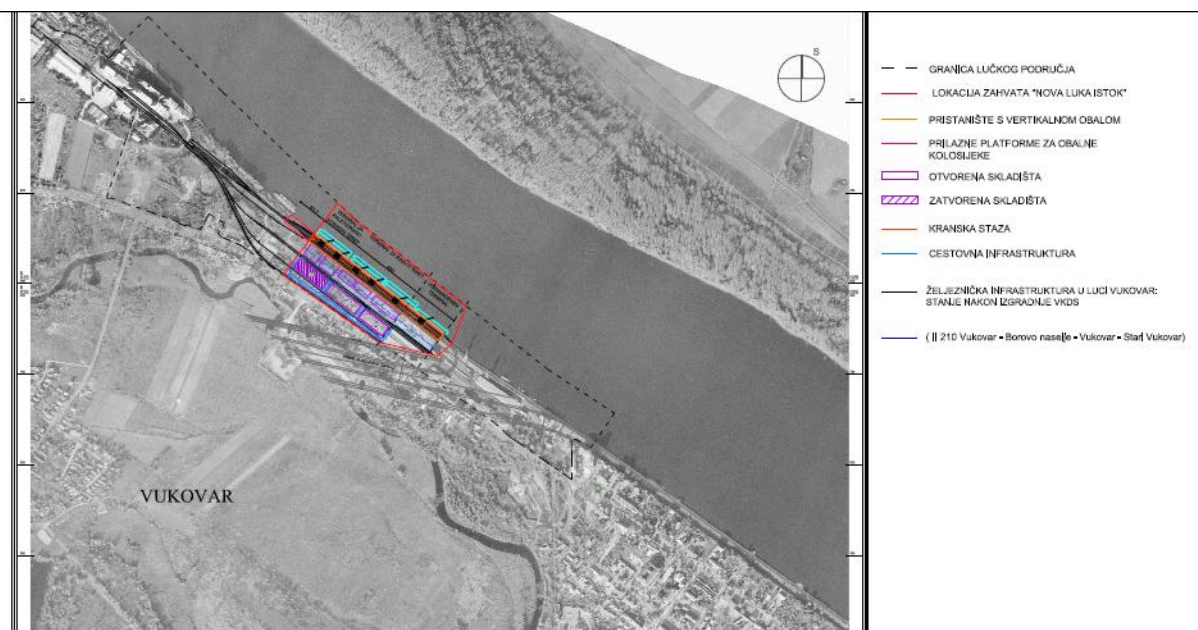 S
GRANICA LUČKOG PODRUČJA
LOKACIJA ZAHVATA "NOVA LUKA ISTOK"
PRISTANIŠTE S VERTIKALNOM OBALOM
PRILAZNE PLATFORME ZA OBALNE
KOLOSIJEKE
OTVORENA SKLADIŠTA
ZATVORENA SKLADIŠTA
KRANSKA STAZA
CESTOVNA INFRASTRUKTURA
ŽELJEZNIČKA INFRASTRUKTURA U LUCI VUKOVAR:
STANJE NAKON IZGRADNJE VKDS
( II 210 Vukovar - Borovo naselje - Vukovar - Stari Vukovar)
VUKOVAR